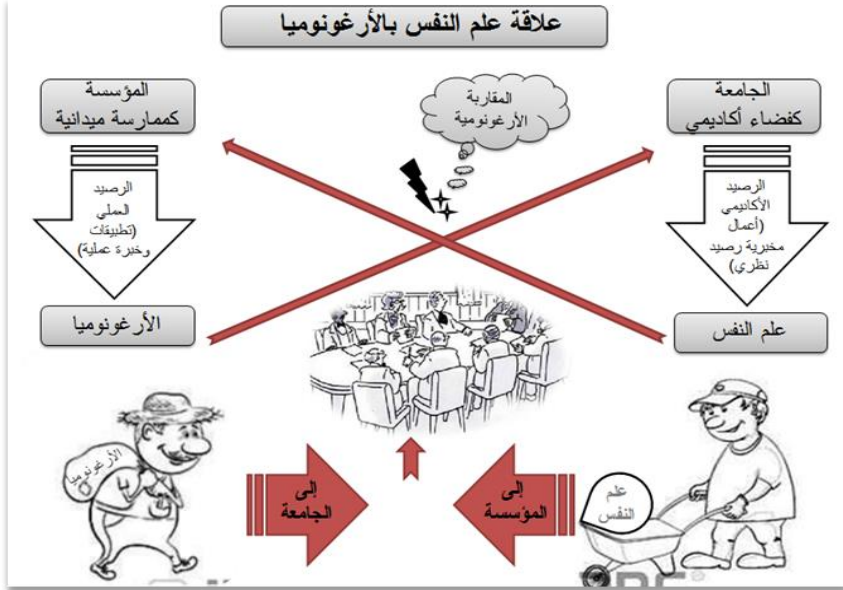 علاقة علم النفس بالأرغونوميا
الجامعة
كفضاء أكاديمي
المقاربة
الأرغونومية
المؤسسة
كممارسة ميدانية
الرصيد
الأكاديمي
(أعمال
مخبرية رصيد
نظري)
الرصيد
العملي
(تطبيقات
وخبرة عملية)
علم النفس
الأرغونوميا
علم
النفس
إلى
المؤسسة
إلى
الجامعة
الأرغونوميا